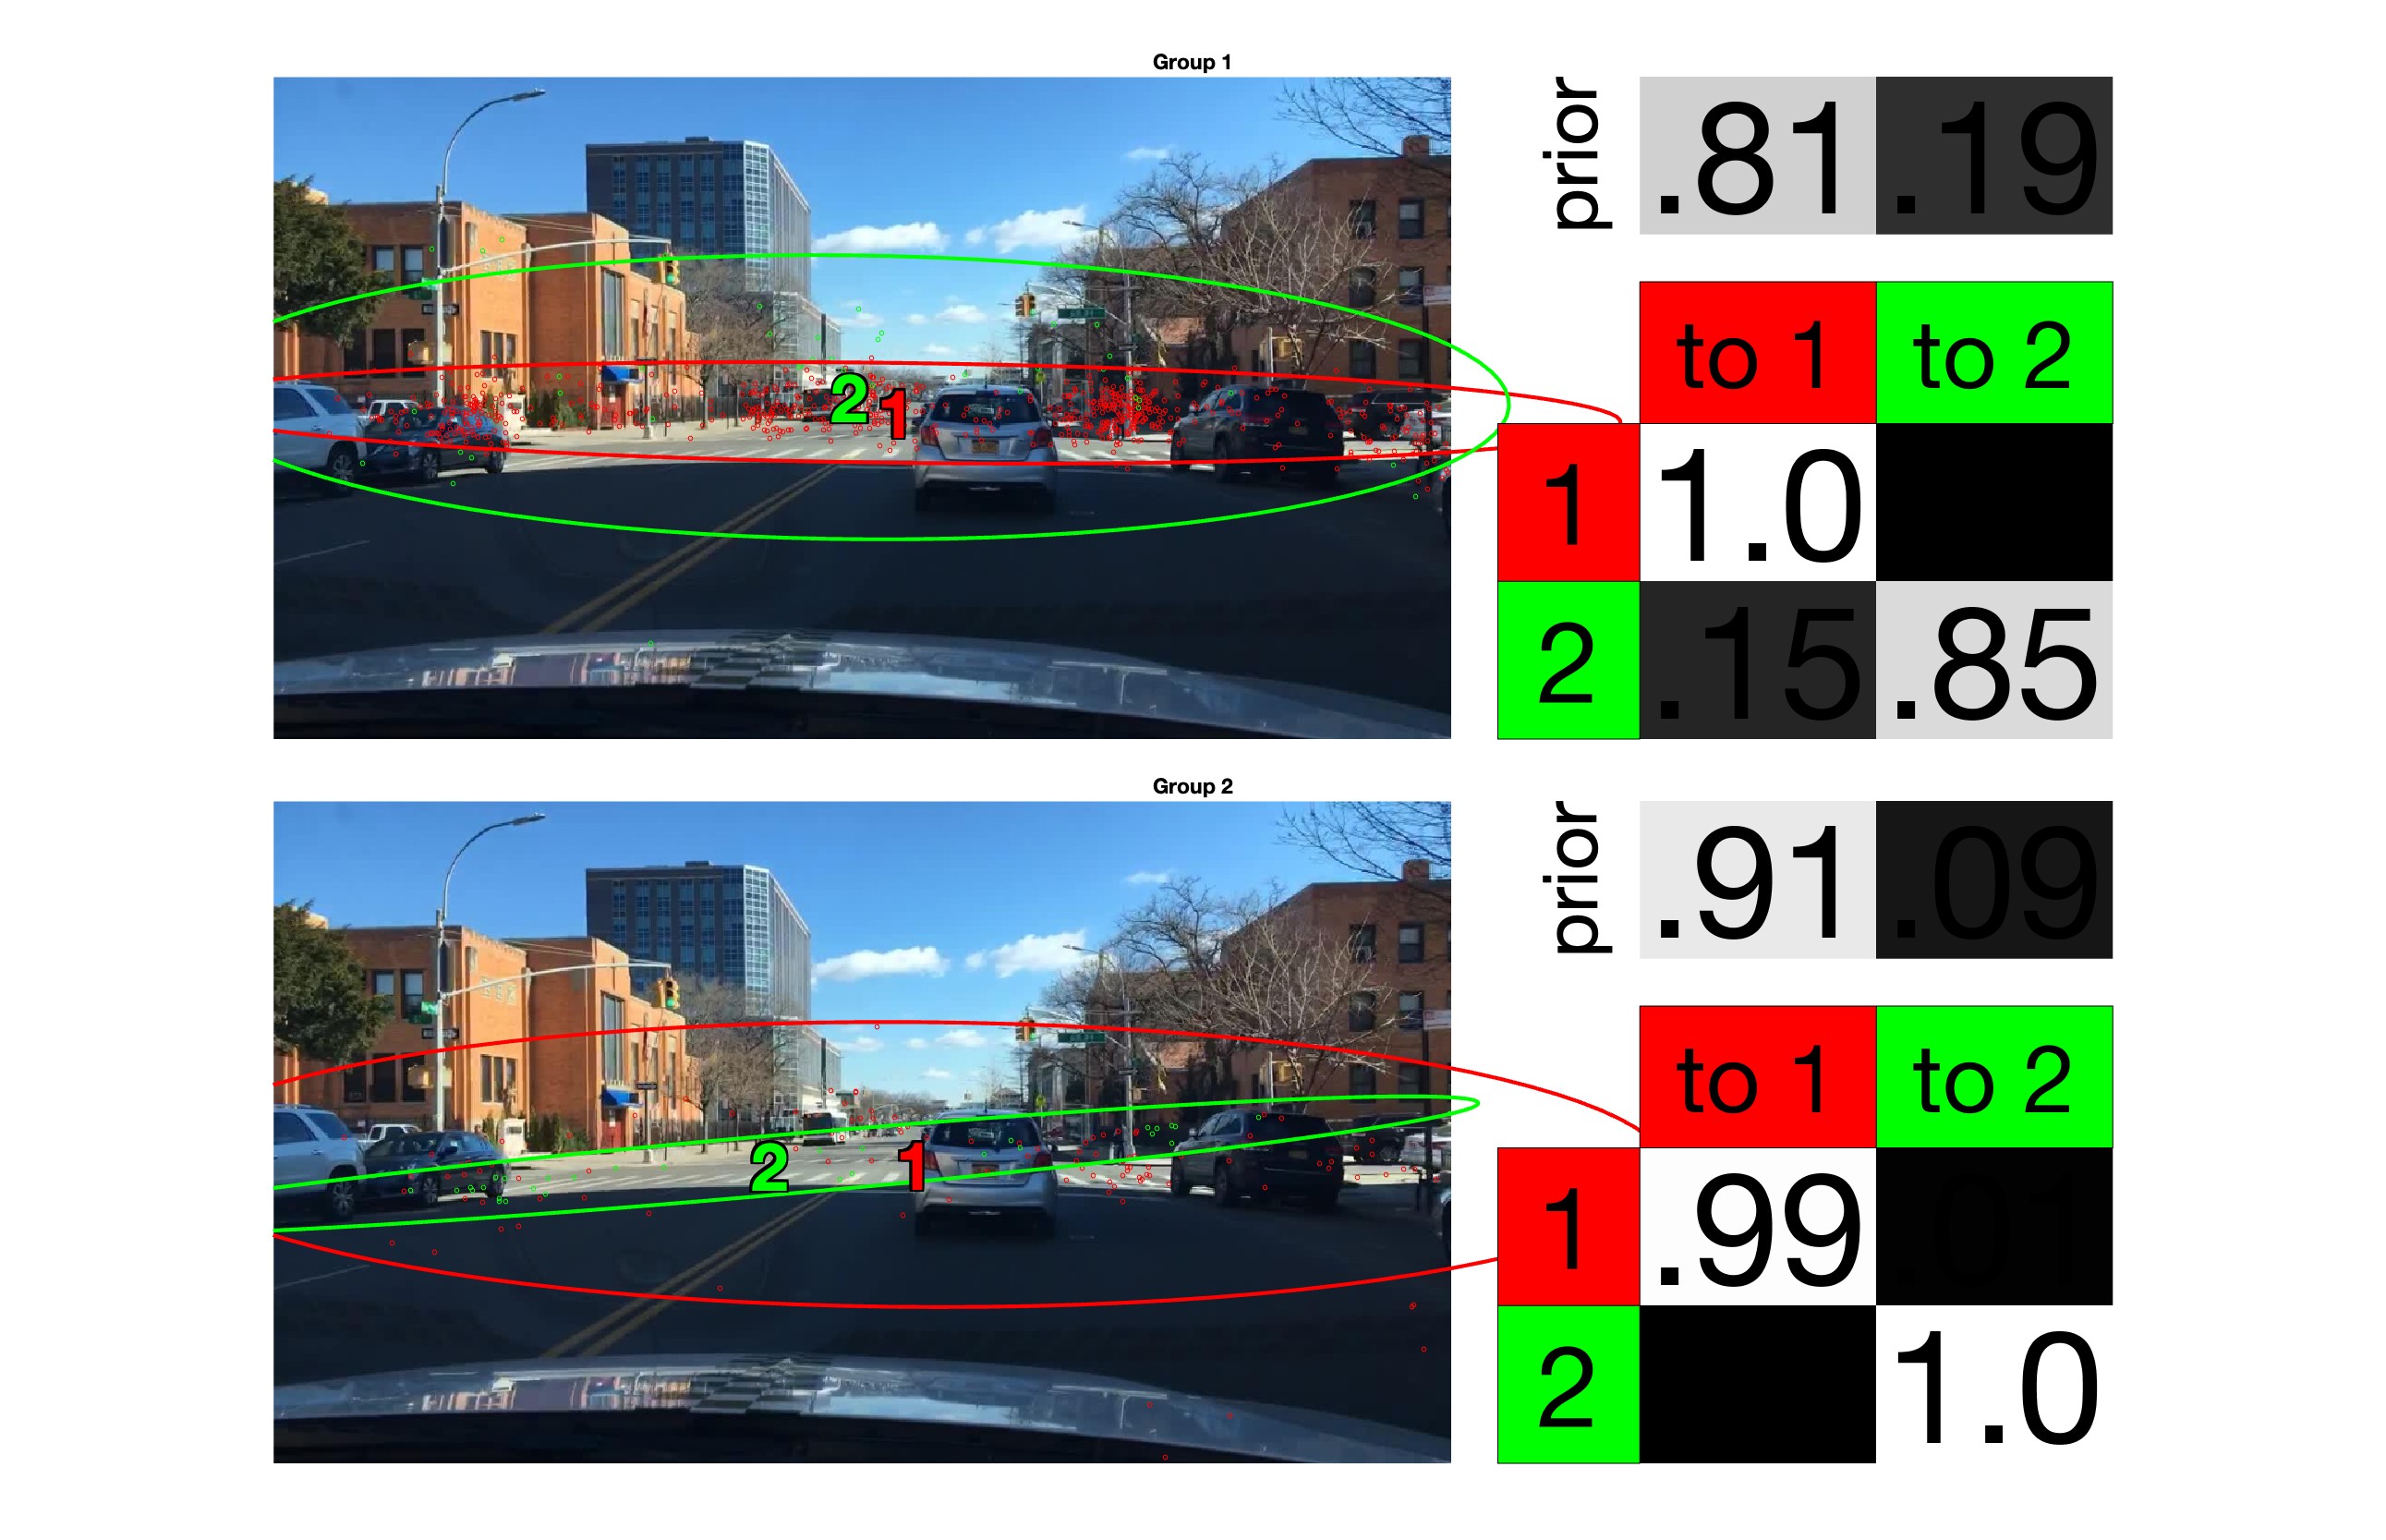 Group 1
2 1
prior .81 .19
to 1 to 2
1 1.0
2 .15 .85
Group 2
2 1
prior .91 .09
to 1 to 2
1 .99 .01
2 1.0